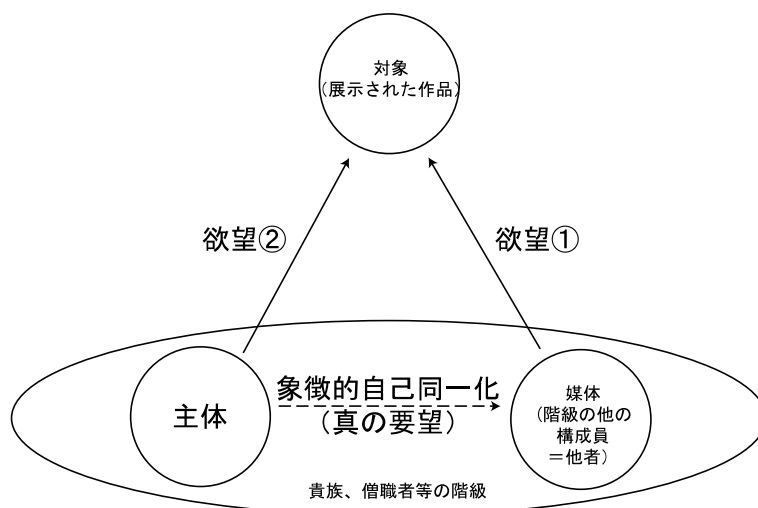 対象
（展示された作品）
欲望②
欲望①
象徴的自己同一化
（真の要望）
主体
媒体
（階級の他の
構成員
＝他者）
貴族、僧職者等の階級